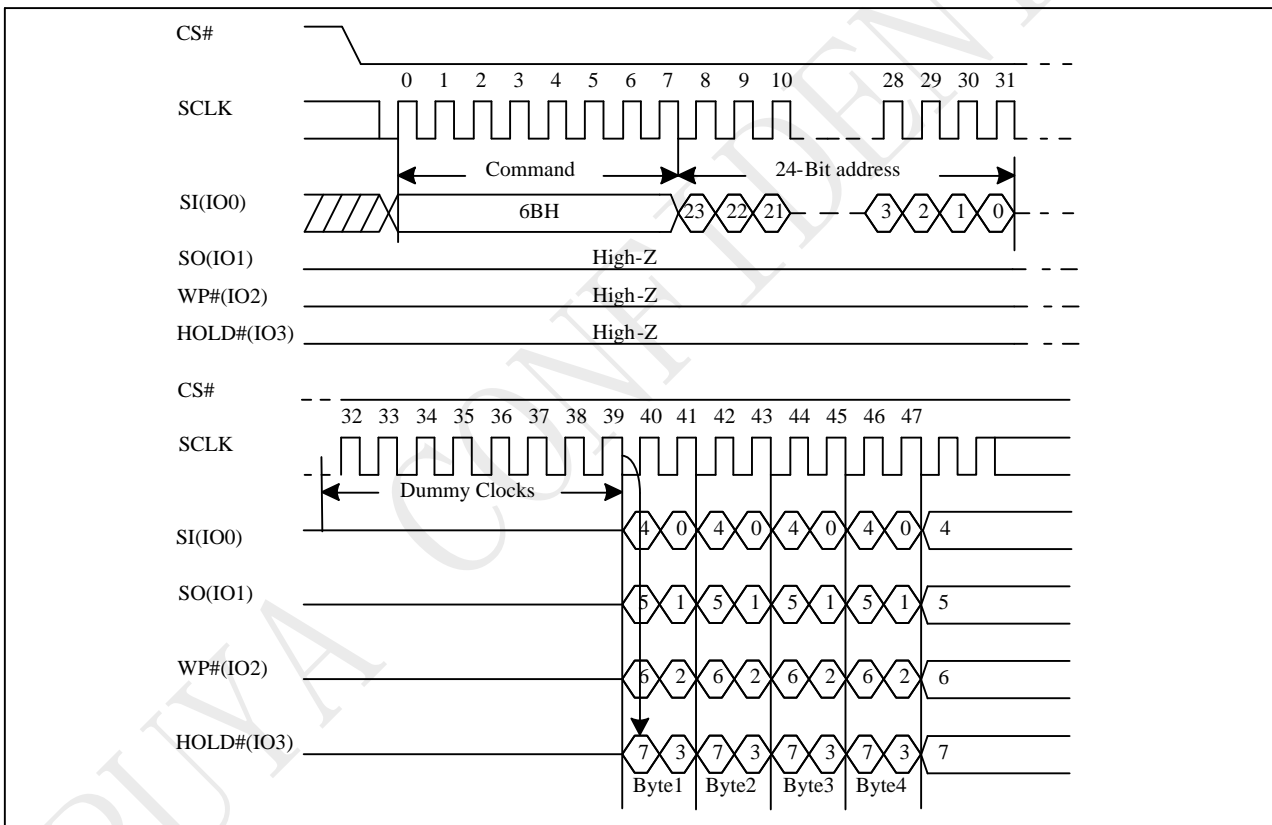 CS#
0 1 2 3 4 5 6 7 8 9 10 28 29 30 31
SCLK
Command 24-Bit address
SI(IO0) 6BH 23 22 21 3 2 1 0
SO(IO1) High-Z
WP#(IO2) High-Z
HOLD#(IO3) High-Z
CS#
32 33 34 35 36 37 38 39 40 41 42 43 44 45 46 47
SCLK
Dummy Clocks
SI(IO0) 4 0 4 0 4 0 4 0 4
SO(IO1) 5 1 5 1 5 1 5 1 5
WP#(IO2) 6 2 6 2 6 2 6 2 6
HOLD#(IO3) 7 3 7 3 7 3 7 3 7
Byte1 Byte2 Byte3 Byte4
PUYA CONFIDEN